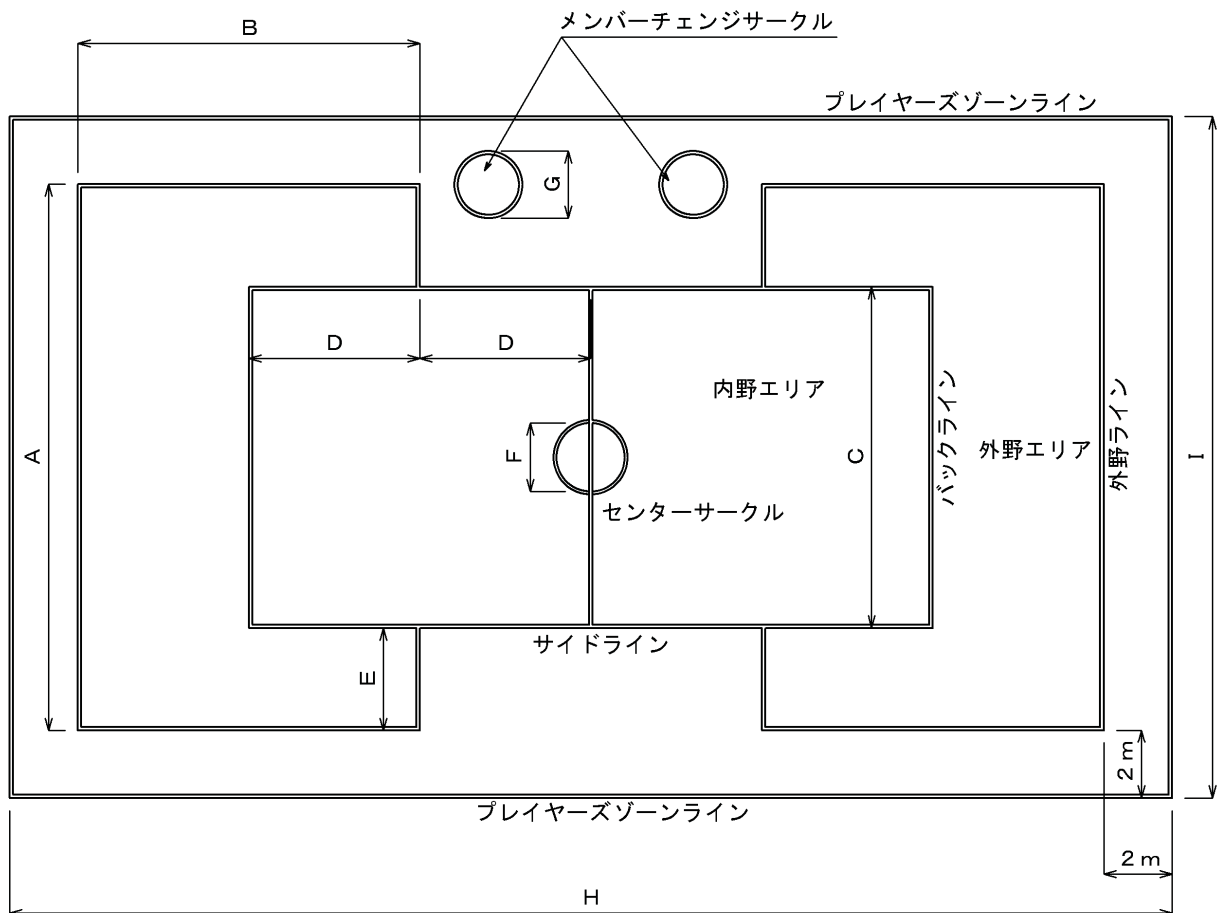 B
メンバーチェンジサークル
プレイヤーズゾーンライン
G
D
D
内野エリア
A
F
C
バックライン
外野エリア
外野ライン
I
センターサークル
サイドライン
E
2 m
プレイヤーズゾーンライン
2 m
H